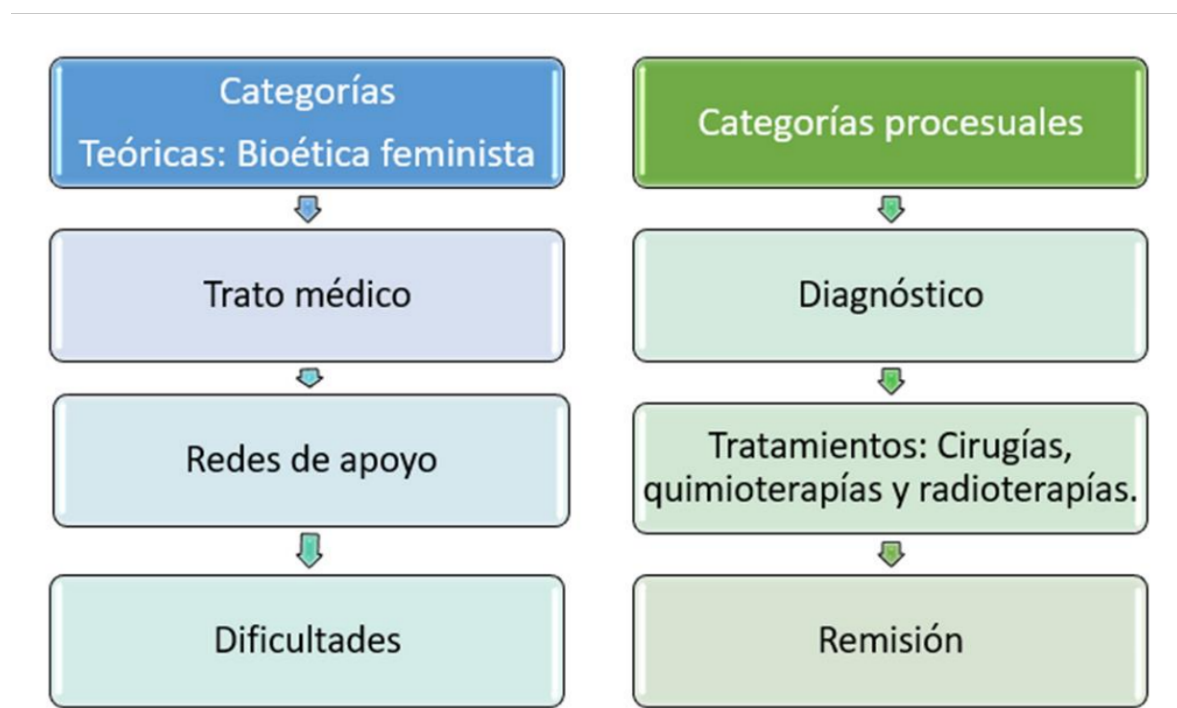 Categorías
Teóricas: Bioética feminista
Trato médico
Redes de apoyo
Dificultades
Categorías procesuales
Diagnóstico
Tratamientos: Cirugías,
quimioterapías y radioterapías.
Remisión